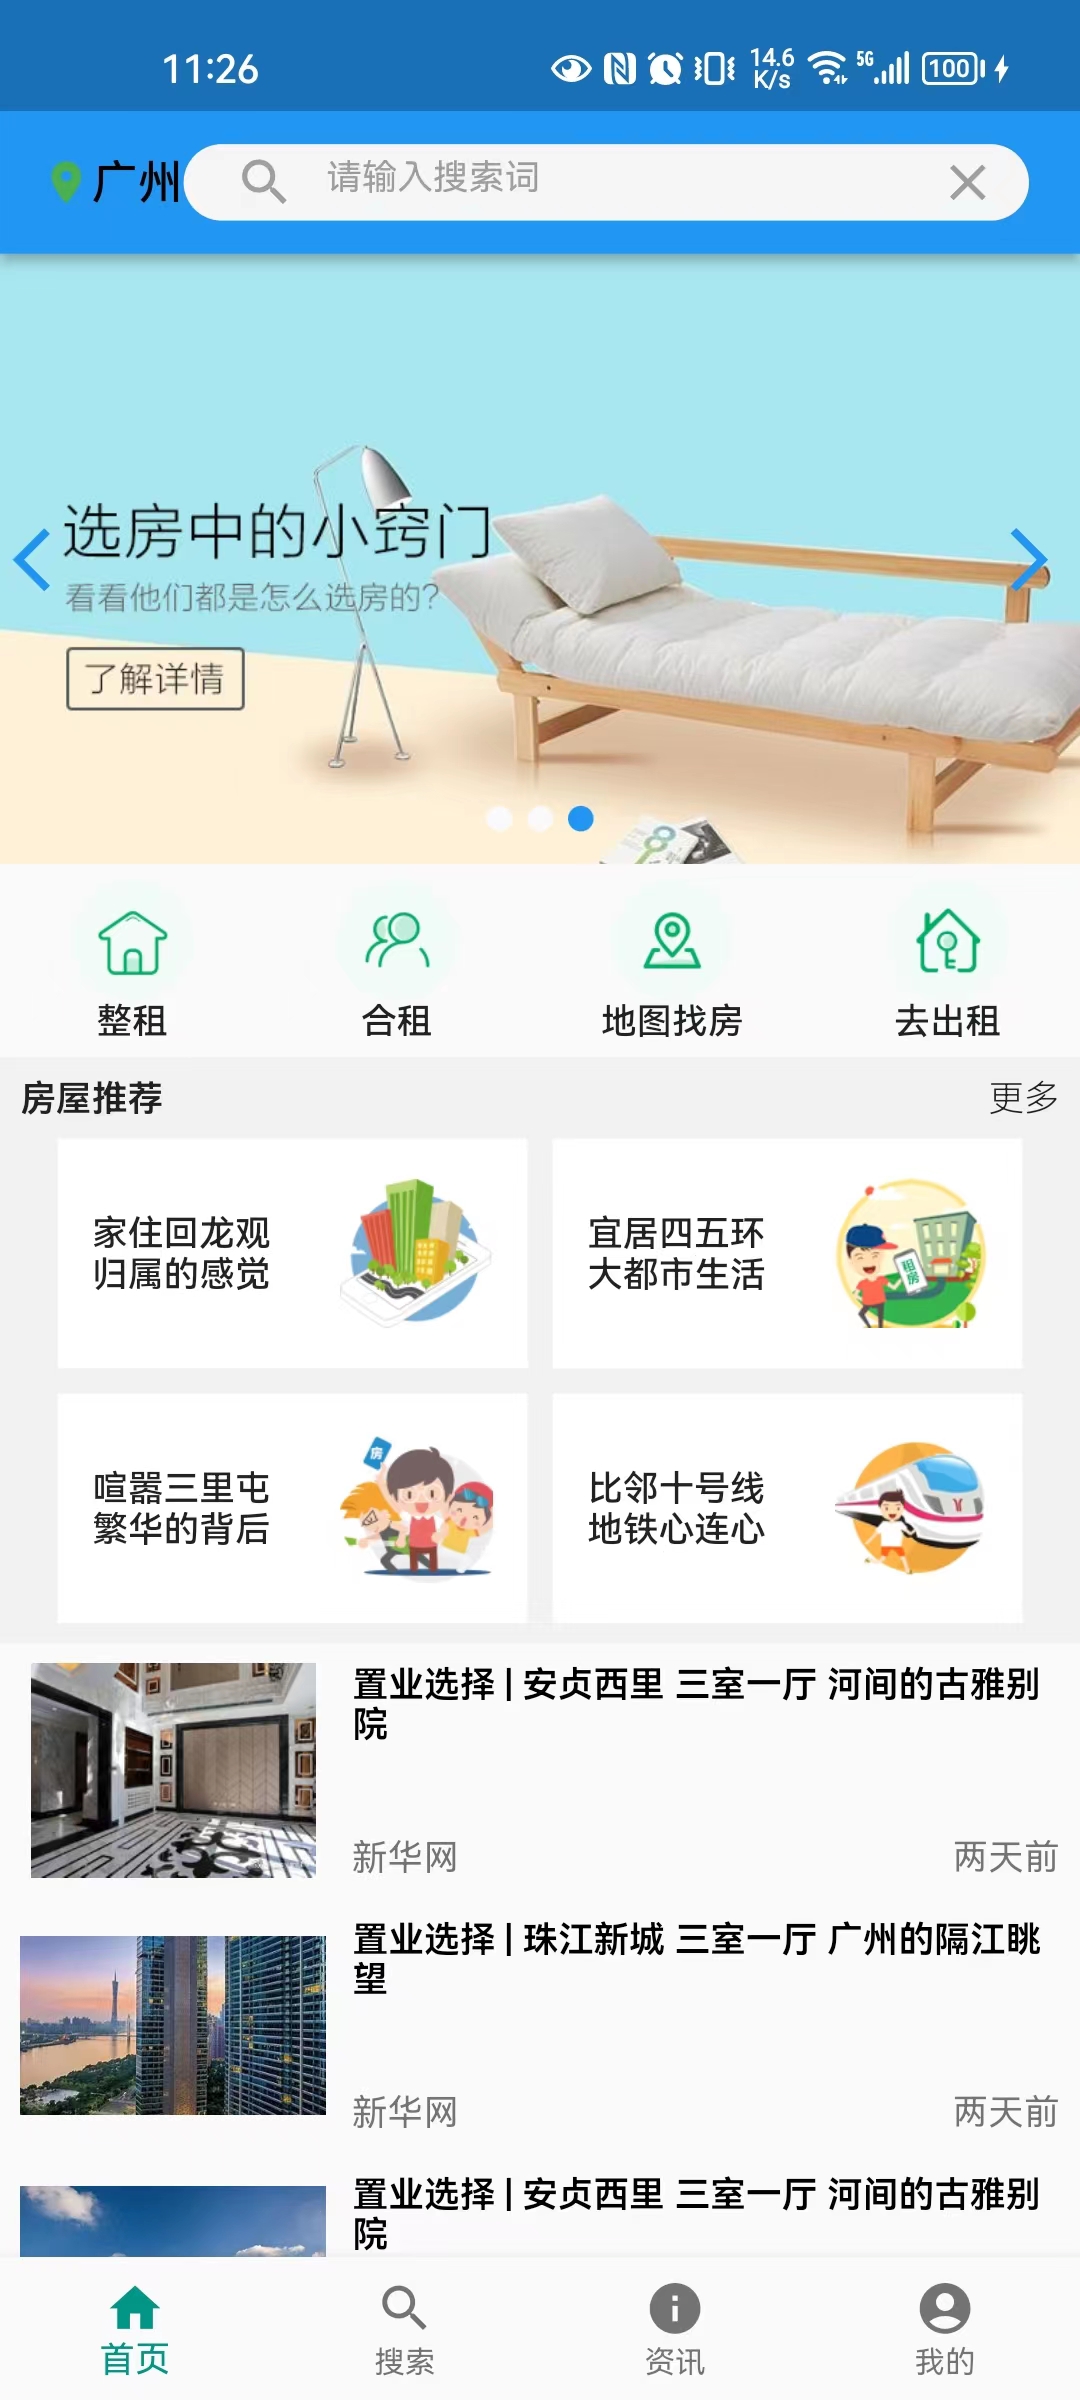 11:26
14.6
K/s
5G
100
广州
请输入搜索词
选房中的小窍门
看看他们都是怎么选房的?
了解详情
整租
合租
地图找房
去出租
房屋推荐
更多
家住回龙观
归属的感觉
宜居四五环
大都市生活
租房
喧嚣三里屯
繁华的背后
房
比邻十号线
地铁心连心
置业选择 | 安贞西里 三室一厅 河间的古雅别
院
新华网
两天前
置业选择 | 珠江新城 三室一厅 广州的隔江眺
望
新华网
两天前
置业选择 | 安贞西里 三室一厅 河间的古雅别
院
首页
搜索
资讯
我的